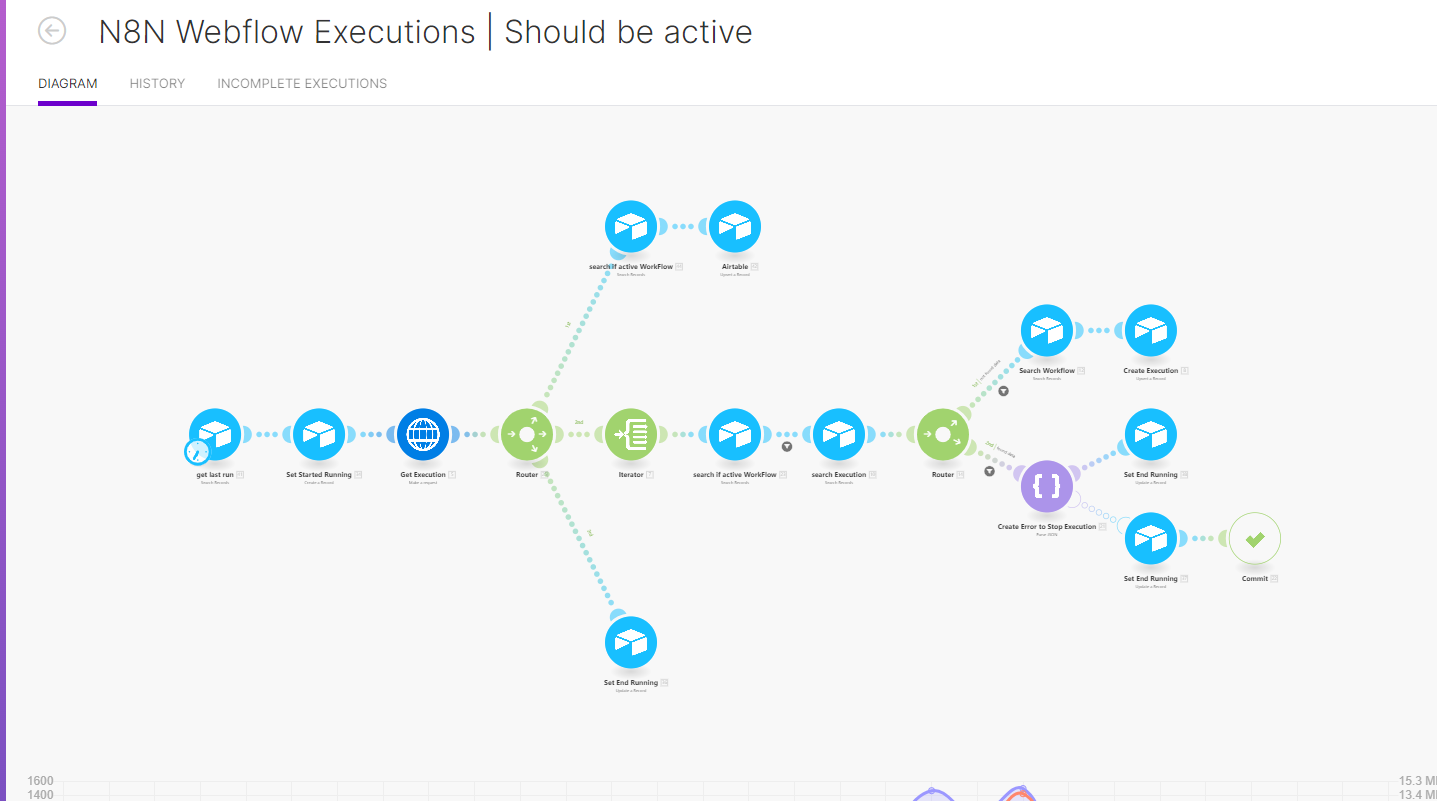 N8N Webflow Executions | Should be active
DIAGRAM HISTORY INCOMPLETE EXECUTIONS
search if active WorkFlow
Search Records
Airtable
Upsert a Record
1st
Search Workflow
Search Records
Create Execution
Upsert a Record
get last run
Search Records
Set Started Running
Create a Record
Get Execution
Make a request
Router
2nd
Iterator
search if active WorkFlow
Search Records
search Execution
Search Records
Router
Set End Running
Update a Record
Create Error to Stop Execution
Parse JSON
Set End Running
Update a Record
Commit
Set End Running
Update a Record
1600
1400
15.3 M
13.4 M